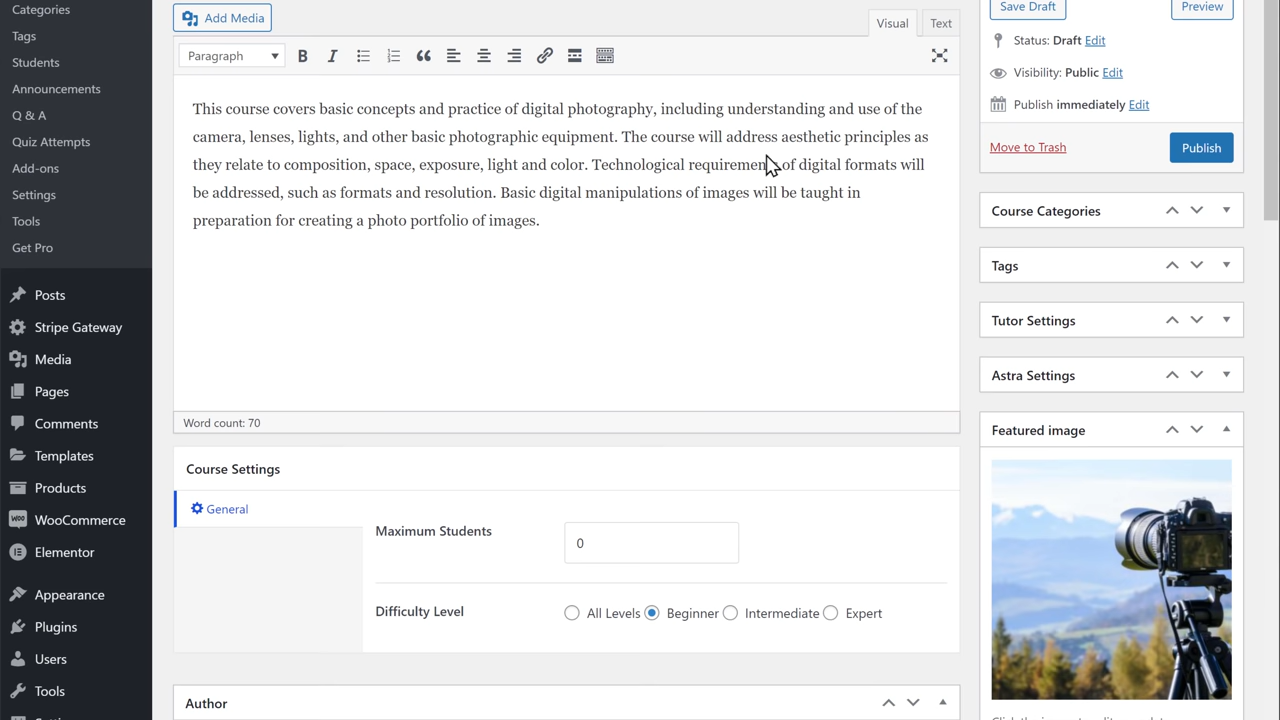 Categories
Tags
Students
Announcements
Q & A
Quiz Attempts
Add-ons
Settings
Tools
Get Pro
Posts
Stripe Gateway
Media
Pages
Comments
Templates
Products
WooCommerce
Elementor
Appearance
Plugins
Users
Tools
Add Media
Visual Text
Paragraph
This course covers basic concepts and practice of digital photography, including understanding and use of the
camera, lenses, lights, and other basic photographic equipment. The course will address aesthetic principles as
they relate to composition, space, exposure, light and color. Technological requirements of digital formats will
be addressed, such as formats and resolution. Basic digital manipulations of images will be taught in
preparation for creating a photo portfolio of images.
Word count: 70
Course Settings
General
Maximum Students
0
Difficulty Level
All Levels Beginner Intermediate Expert
Author
Save Draft Preview
Status: Draft Edit
Visibility: Public Edit
Publish immediately Edit
Move to Trash Publish
Course Categories
Tags
Tutor Settings
Astra Settings
Featured image